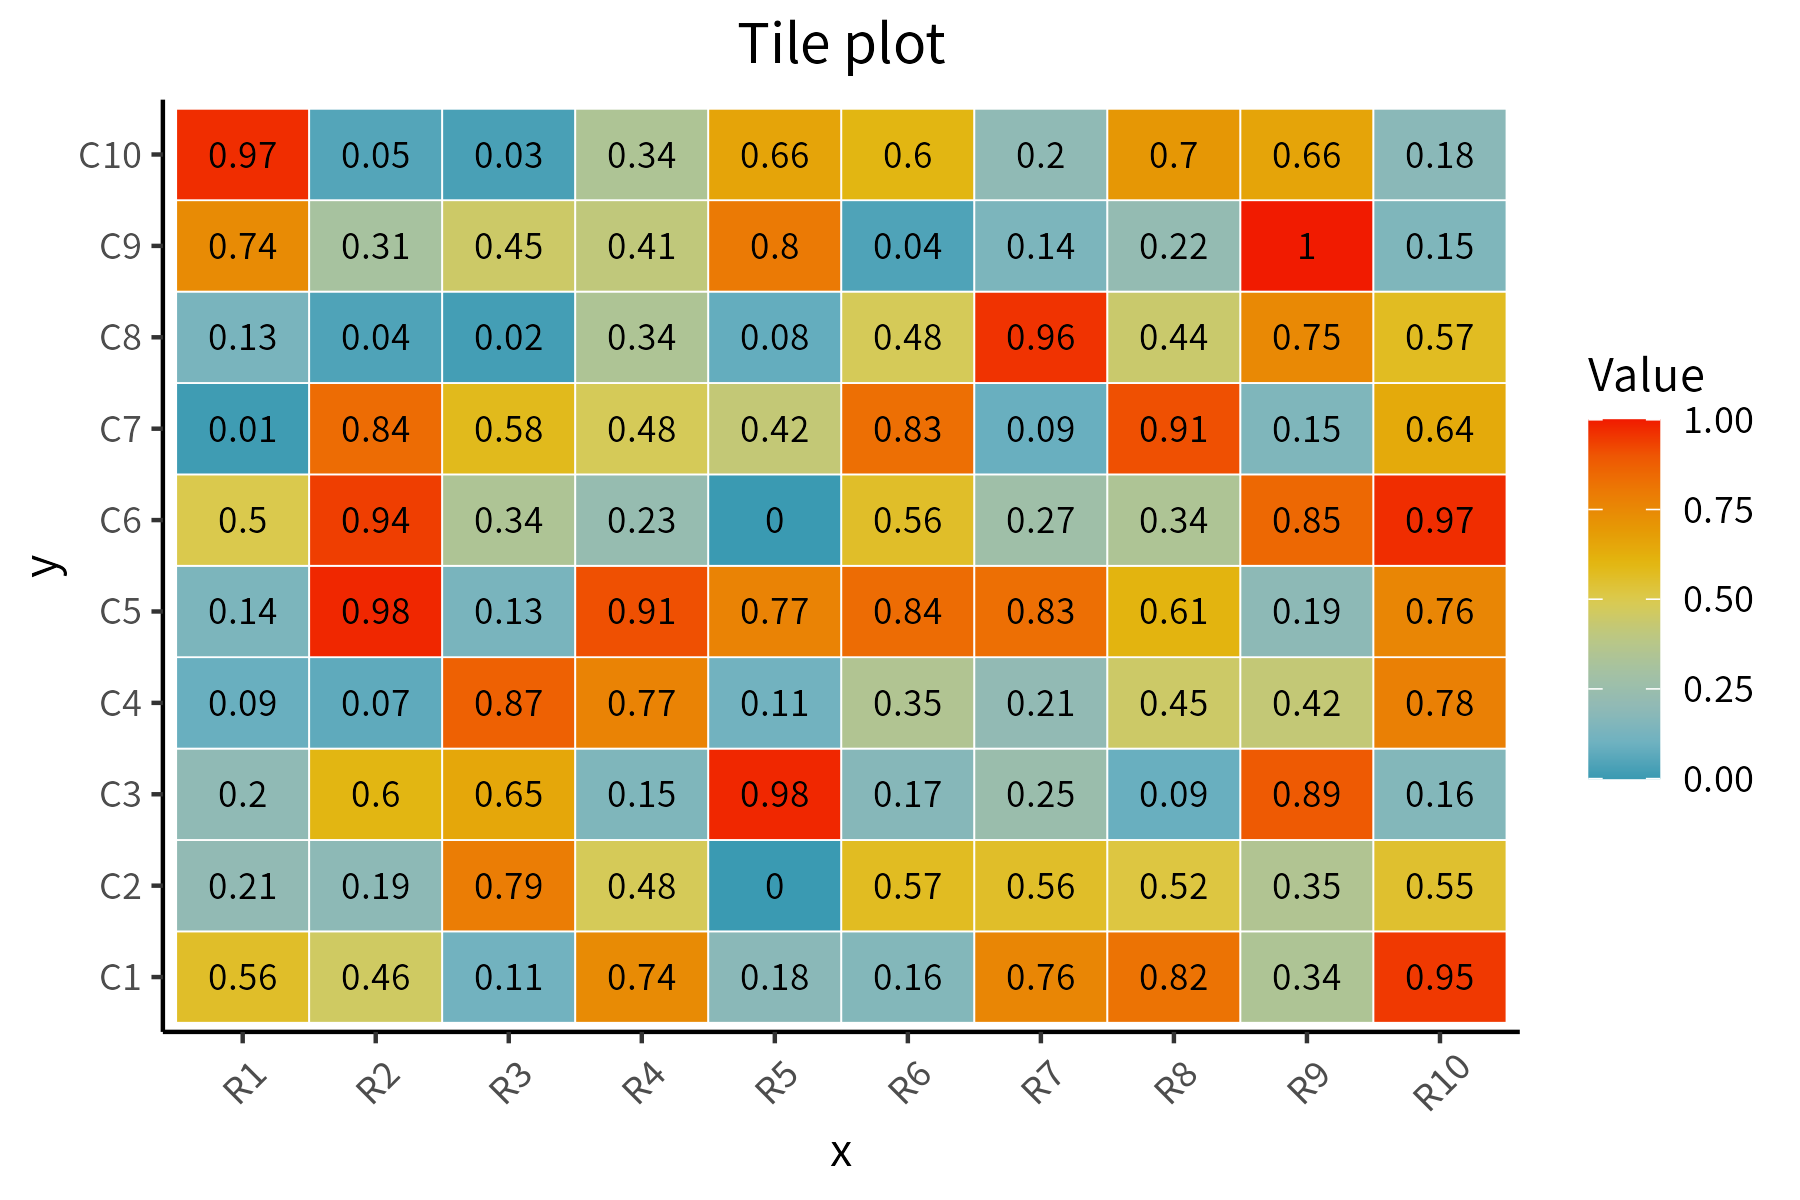 Tile plot
C10 0.97 0.05 0.03 0.34 0.66 0.6 0.2 0.7 0.66 0.18
C9 0.74 0.31 0.45 0.41 0.8 0.04 0.14 0.22 1 0.15
C8 0.13 0.04 0.02 0.34 0.08 0.48 0.96 0.44 0.75 0.57
C7 0.01 0.84 0.58 0.48 0.42 0.83 0.09 0.91 0.15 0.64
C6 0.5 0.94 0.34 0.23 0 0.56 0.27 0.34 0.85 0.97
C5 0.14 0.98 0.13 0.91 0.77 0.84 0.83 0.61 0.19 0.76
C4 0.09 0.07 0.87 0.77 0.11 0.35 0.21 0.45 0.42 0.78
C3 0.2 0.6 0.65 0.15 0.98 0.17 0.25 0.09 0.89 0.16
C2 0.21 0.19 0.79 0.48 0 0.57 0.56 0.52 0.35 0.55
C1 0.56 0.46 0.11 0.74 0.18 0.16 0.76 0.82 0.34 0.95
R1 R2 R3 R4 R5 R6 R7 R8 R9 R10
x
y
Value
1.00
0.75
0.50
0.25
0.00